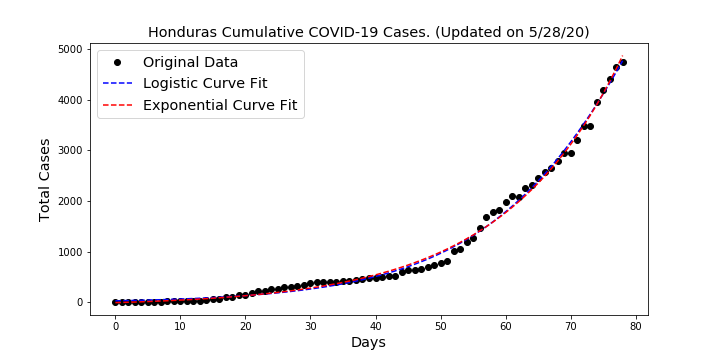 Honduras Cumulative COVID-19 Cases. (Updated on 5/28/20)
Original Data
Logistic Curve Fit
Exponential Curve Fit
Total Cases
5000
4000
3000
2000
1000
0
0 10 20 30 40 50 60 70 80
Days